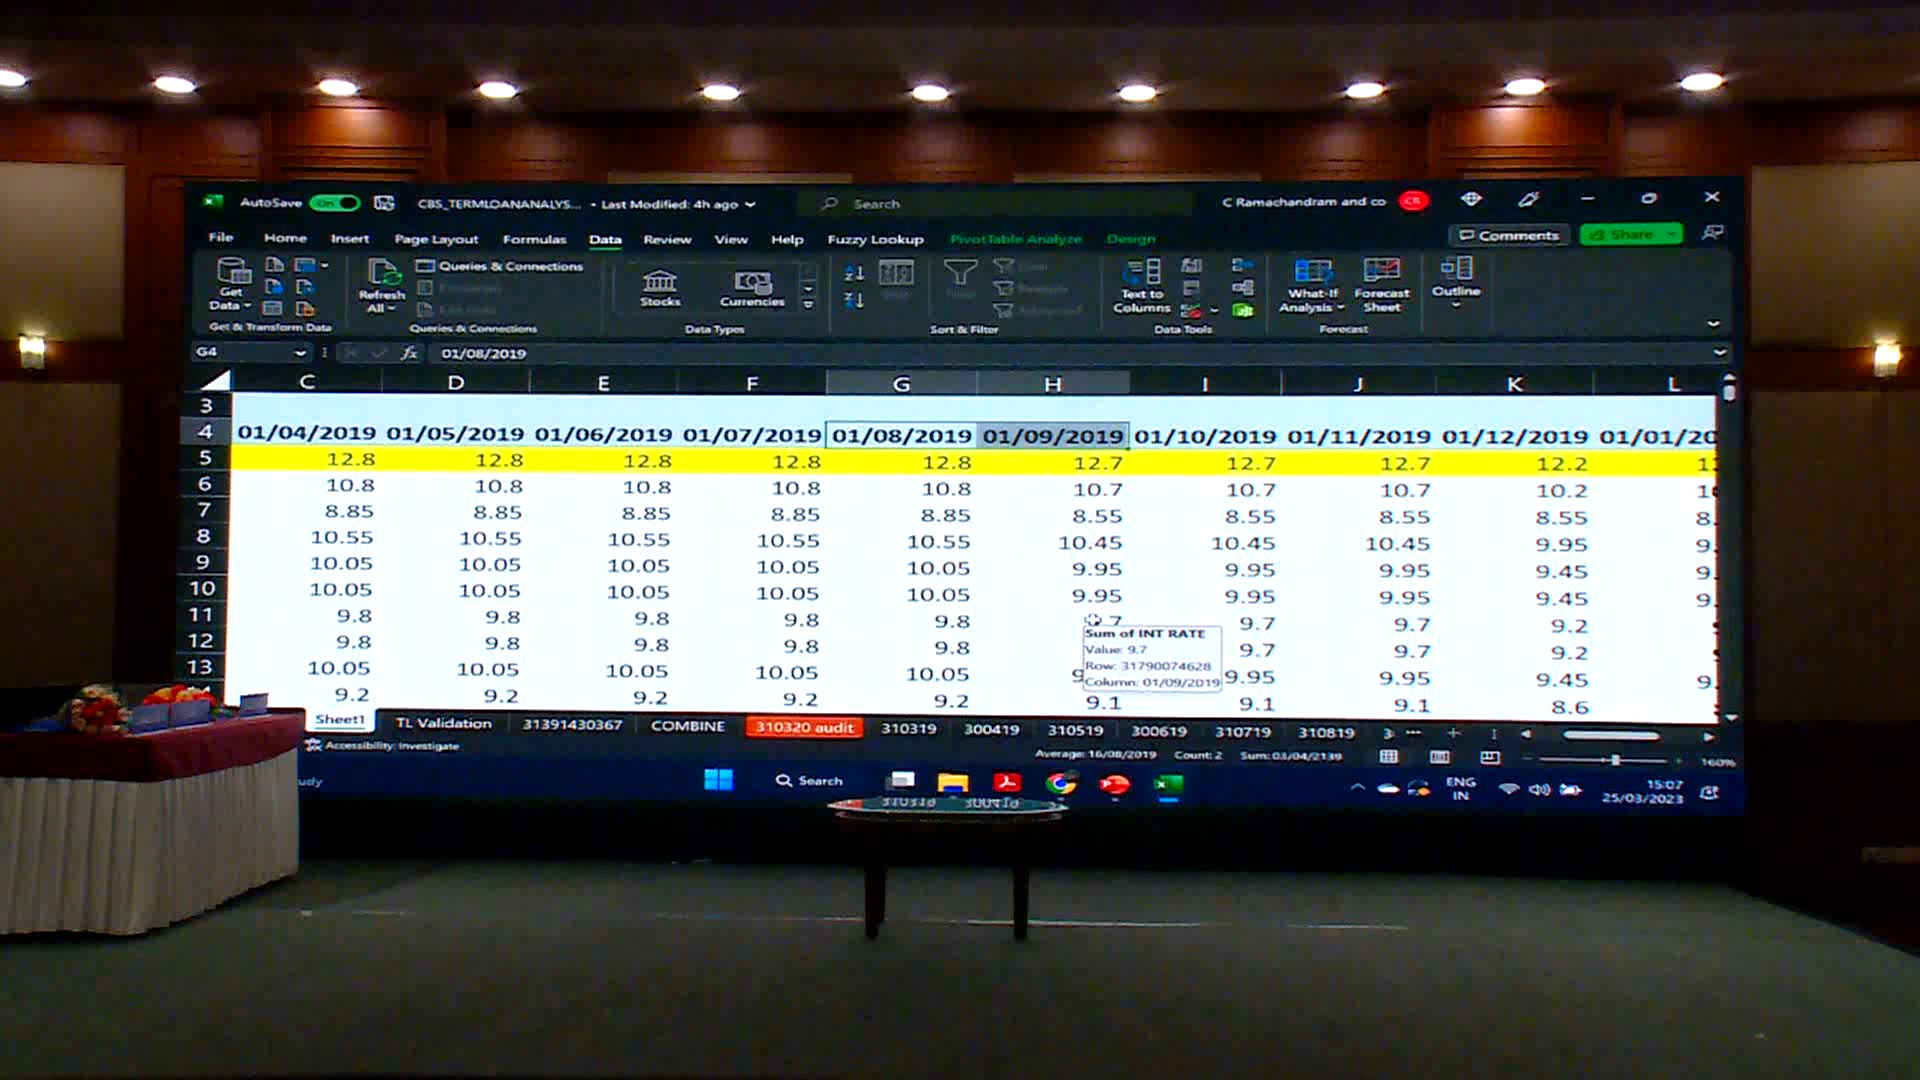 AutoSave On CBS_TERMLOANANALYS... • Last Modified: 4h ago Search C Ramachandram and co CR
File Home Insert Page Layout Formulas Data Review View Help Fuzzy Lookup PivotTable Analyze Design Comments Share
Get Data Refresh All Queries & Connections Stocks Currencies Text to Columns What-If Analysis Forecast Sheet Outline
Get & Transform Data Queries & Connections Data Types Sort & Filter Data Tools Forecast
G4 fx 01/08/2019
C D E F G H I J K L
3
4 01/04/2019 01/05/2019 01/06/2019 01/07/2019 01/08/2019 01/09/2019 01/10/2019 01/11/2019 01/12/2019 01/01/20
5 12.8 12.8 12.8 12.8 12.8 12.7 12.7 12.7 12.2
6 10.8 10.8 10.8 10.8 10.8 10.7 10.7 10.7 10.2
7 8.85 8.85 8.85 8.85 8.85 8.55 8.55 8.55 8.55 8.
8 10.55 10.55 10.55 10.55 10.55 10.45 10.45 10.45 9.95 9.
9 10.05 10.05 10.05 10.05 10.05 9.95 9.95 9.95 9.45 9.
10 10.05 10.05 10.05 10.05 10.05 9.95 9.95 9.95 9.45 9.
11 9.8 9.8 9.8 9.8 9.8 7 9.7 9.7 9.2
12 9.8 9.8 9.8 9.8 9.8 9.7 9.7 9.2
13 10.05 10.05 10.05 10.05 10.05 9 9.95 9.95 9.45 9.
9.2 9.2 9.2 9.2 9.2 9.1 9.1 9.1 8.6
Sum of INT RATE
Value: 9.7
Row: 31790074628
Column: 01/09/2019
Sheet1 TL Validation 31391430367 COMBINE 310320 audit 310319 300419 310519 300619 310719 310819 3 ...
Accessibility: Investigate Average: 16/08/2019 Count: 2 Sum: 03/04/2139 160%
Search ENG IN 15:07 25/03/2023